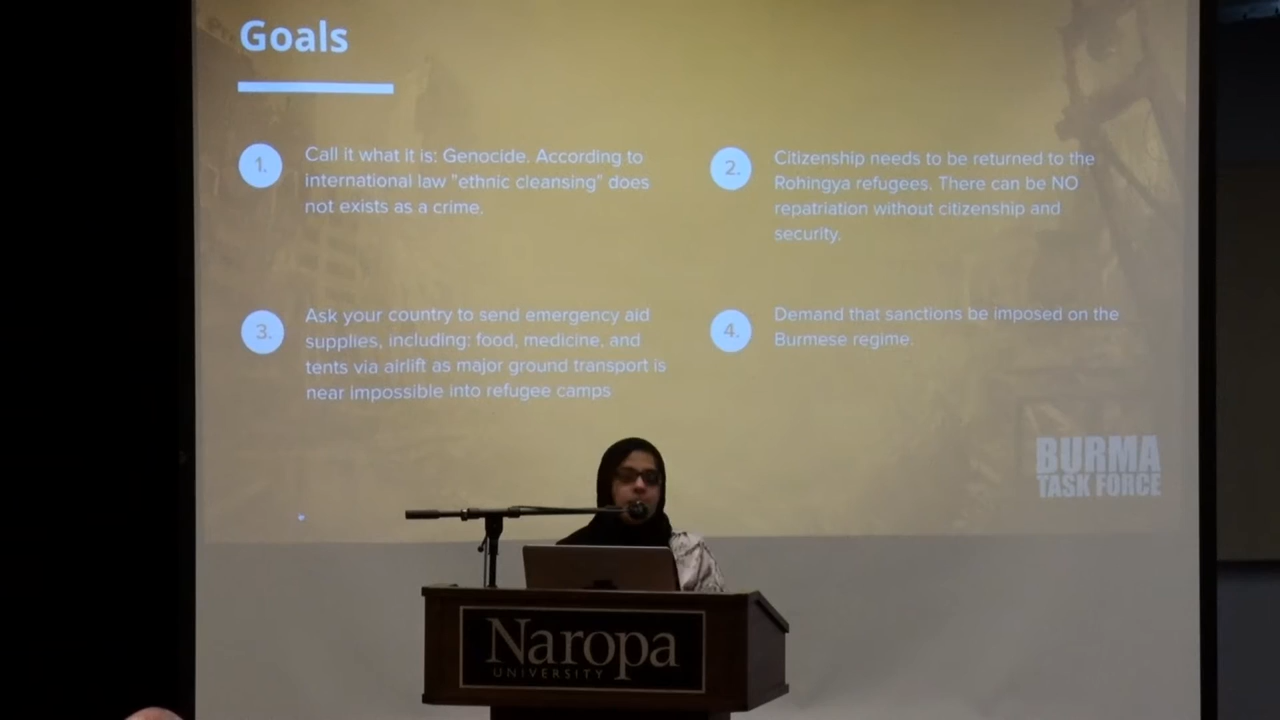 Goals
1.
Call it what it is: Genocide. According to
international law "ethnic cleansing" does
not exists as a crime.
2.
Citizenship needs to be returned to the
Rohingya refugees. There can be NO
repatriation without citizenship and
security.
3.
Ask your country to send emergency aid
supplies, including: food, medicine, and
tents via airlift as major ground transport is
near impossible into refugee camps
4.
Demand that sanctions be imposed on the
Burmese regime.
BURMA
TASK FORCE
Naropa
UNIVERSITY